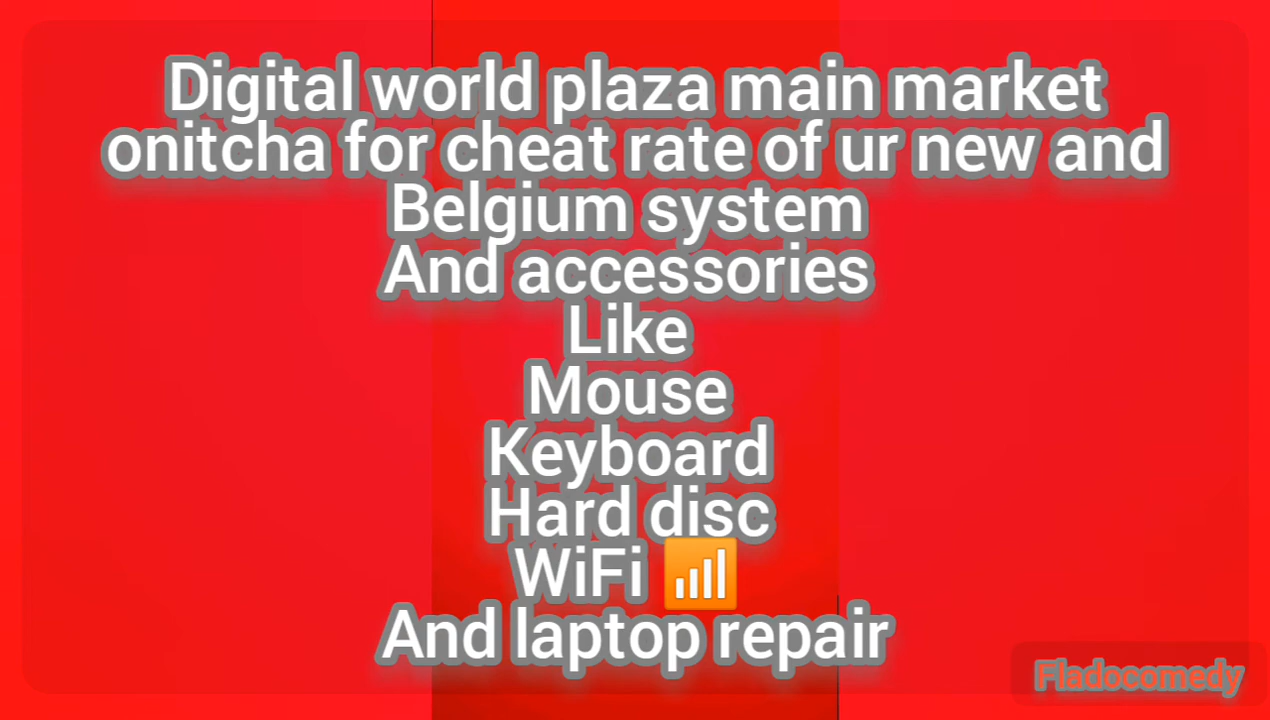 Digital world plaza main market
onitcha for cheat rate of ur new and
Belgium system
And accessories
Like
Mouse
Keyboard
Hard disc
WiFi 📶
And laptop repair
Fladocomedy